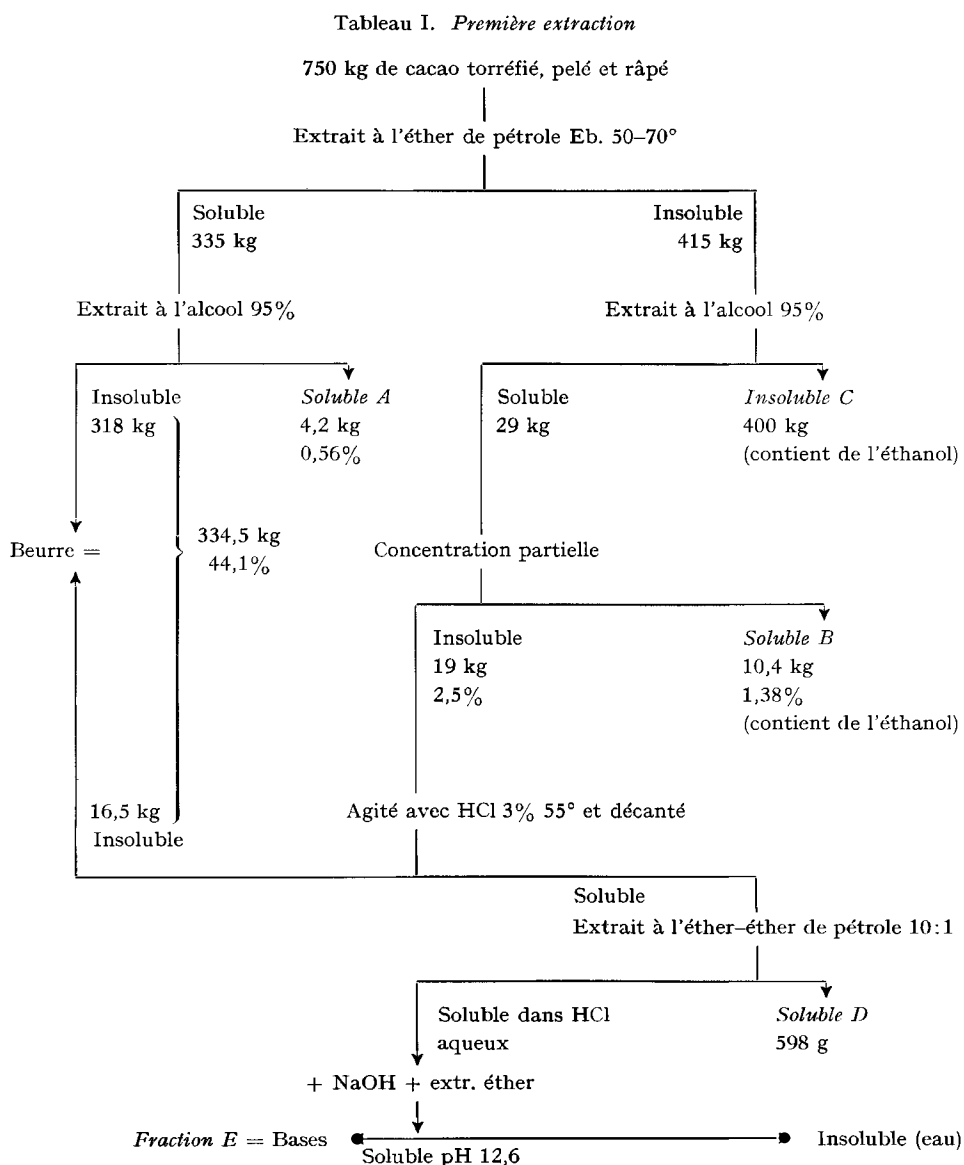 Tableau I. Première extraction
750 kg de cacao torréfié, pelé et râpé
Extrait à l'éther de pétrole Eb. 50–70°
Soluble
335 kg
Insoluble
415 kg
Extrait à l'alcool 95%
Extrait à l'alcool 95%
Insoluble
318 kg
Soluble A
4,2 kg
0,56%
Soluble
29 kg
Insoluble C
400 kg
(contient de l'éthanol)
Beurre =
334,5 kg
44,1%
Concentration partielle
Insoluble
19 kg
2,5%
Soluble B
10,4 kg
1,38%
(contient de l'éthanol)
16,5 kg
Insoluble
Agité avec HCl 3% 55° et décanté
Soluble
Extrait à l'éther–éther de pétrole 10:1
Soluble dans HCl
aqueux
Soluble D
598 g
+ NaOH + extr. éther
Fraction E = Bases
Soluble pH 12,6
Insoluble (eau)